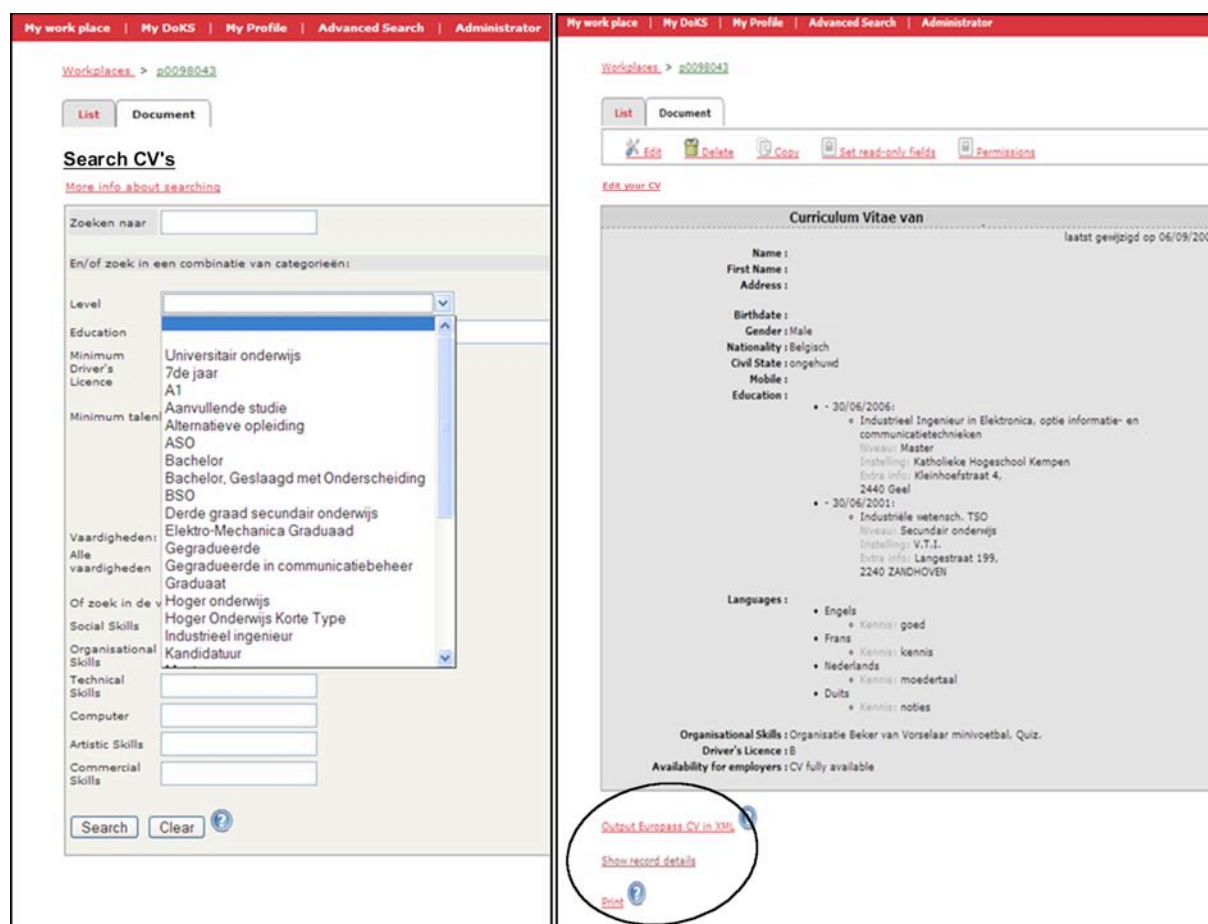 My work place | My DoKS | My Profile | Advanced Search | Administrator
Workplaces > p0098043
List Document
Search CV's
More info about searching
Zoeken naar
En/of zoek in een combinatie van categorieën:
Level
Education
Minimum Driver's Licence
Universitair onderwijs
7de jaar
A1
Aanvullende studie
Alternatieve opleiding
ASO
Bachelor
Bachelor, Geslaagd met Onderscheiding
BSO
Derde graad secundair onderwijs
Elektro-Mechanica Graduaad
Gegradueerde
Gegradueerde in communicatiebeheer
Graduaat
Hoger onderwijs
Hoger Onderwijs Korte Type
Industrieel ingenieur
Kandidatuur
Minimum
Vaardigheden:
Alle
vaardigheden
Of zoek in de v
Social Skills
Organisational
Skills
Technical
Skills
Computer
Artistic Skills
Commercial
Skills
Search Clear ?
My work place | My DoKS | My Profile | Advanced Search | Administrator
Workplaces > p0098043
List Document
Edit Delete Copy Set read-only fields Permissions
Edit your CV
Curriculum Vitae van
laatst gewijzigd op 06/09/200
Name :
First Name :
Address :
Birthdate :
Gender : Male
Nationality : Belgisch
Civil State : ongehuwd
Mobile :
Education :
• - 30/06/2006:
Industrieel Ingenieur in Elektronica, optie informatie- en
communicatietechnieken
Niveau: Master
Instelling: Katholieke Hogeschool Kempen
Extra info: Kleinhoefstraat 4,
2440 Geel
• - 30/06/2001:
Industriële wetensch. TSO
Niveau: Secundair onderwijs
Instelling: V.T.I.
Extra info: Langestraat 199,
2240 ZANDHOVEN
Languages :
• Engels
Kennis: goed
• Frans
Kennis: kennis
• Nederlands
Kennis: moedertaal
• Duits
Kennis: noties
Organisational Skills : Organisatie Beker van Vorselaar minivoetbal, Quiz.
Driver's Licence : B
Availability for employers : CV fully available
Output Europass CV in XML ?
Show record details
Print ?